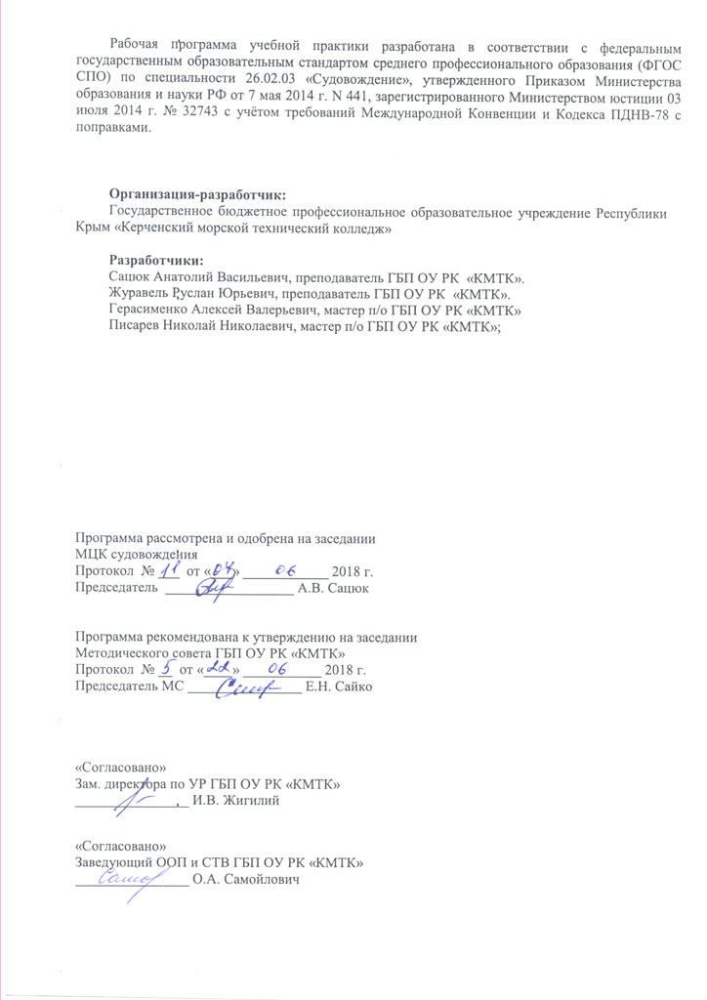 Рабочая программа учебной практики разработана в соответствии с федеральным
государственным образовательным стандартом среднего профессионального образования (ФГОС
СПО) по специальности 26.02.03 «Судовождение», утвержденного Приказом Министерства
образования и науки РФ от 7 мая 2014 г. N 441, зарегистрированного Министерством юстиции 03
июля 2014 г. № 32743 с учётом требований Международной Конвенции и Кодекса ПДНВ-78 с
поправками.
Организация-разработчик:
Государственное бюджетное профессиональное образовательное учреждение Республики
Крым «Керченский морской технический колледж»
Разработчики:
Сацюк Анатолий Васильевич, преподаватель ГБП ОУ РК «КМТК».
Журавель Руслан Юрьевич, преподаватель ГБП ОУ РК «КМТК».
Герасименко Алексей Валерьевич, мастер п/о ГБП ОУ РК «КМТК»
Писарев Николай Николаевич, мастер п/о ГБП ОУ РК «КМТК»;
Программа рассмотрена и одобрена на заседании
МЦК судовождения
Протокол № 11 от «04» 06 2018 г.
Председатель А.В. Сацюк
Программа рекомендована к утверждению на заседании
Методического совета ГБП ОУ РК «КМТК»
Протокол № 5 от «22» 06 2018 г.
Председатель МС Е.Н. Сайко
«Согласовано»
Зам. директора по УР ГБП ОУ РК «КМТК»
И.В. Жигилий
«Согласовано»
Заведующий ООП и СТВ ГБП ОУ РК «КМТК»
О.А. Самойлович